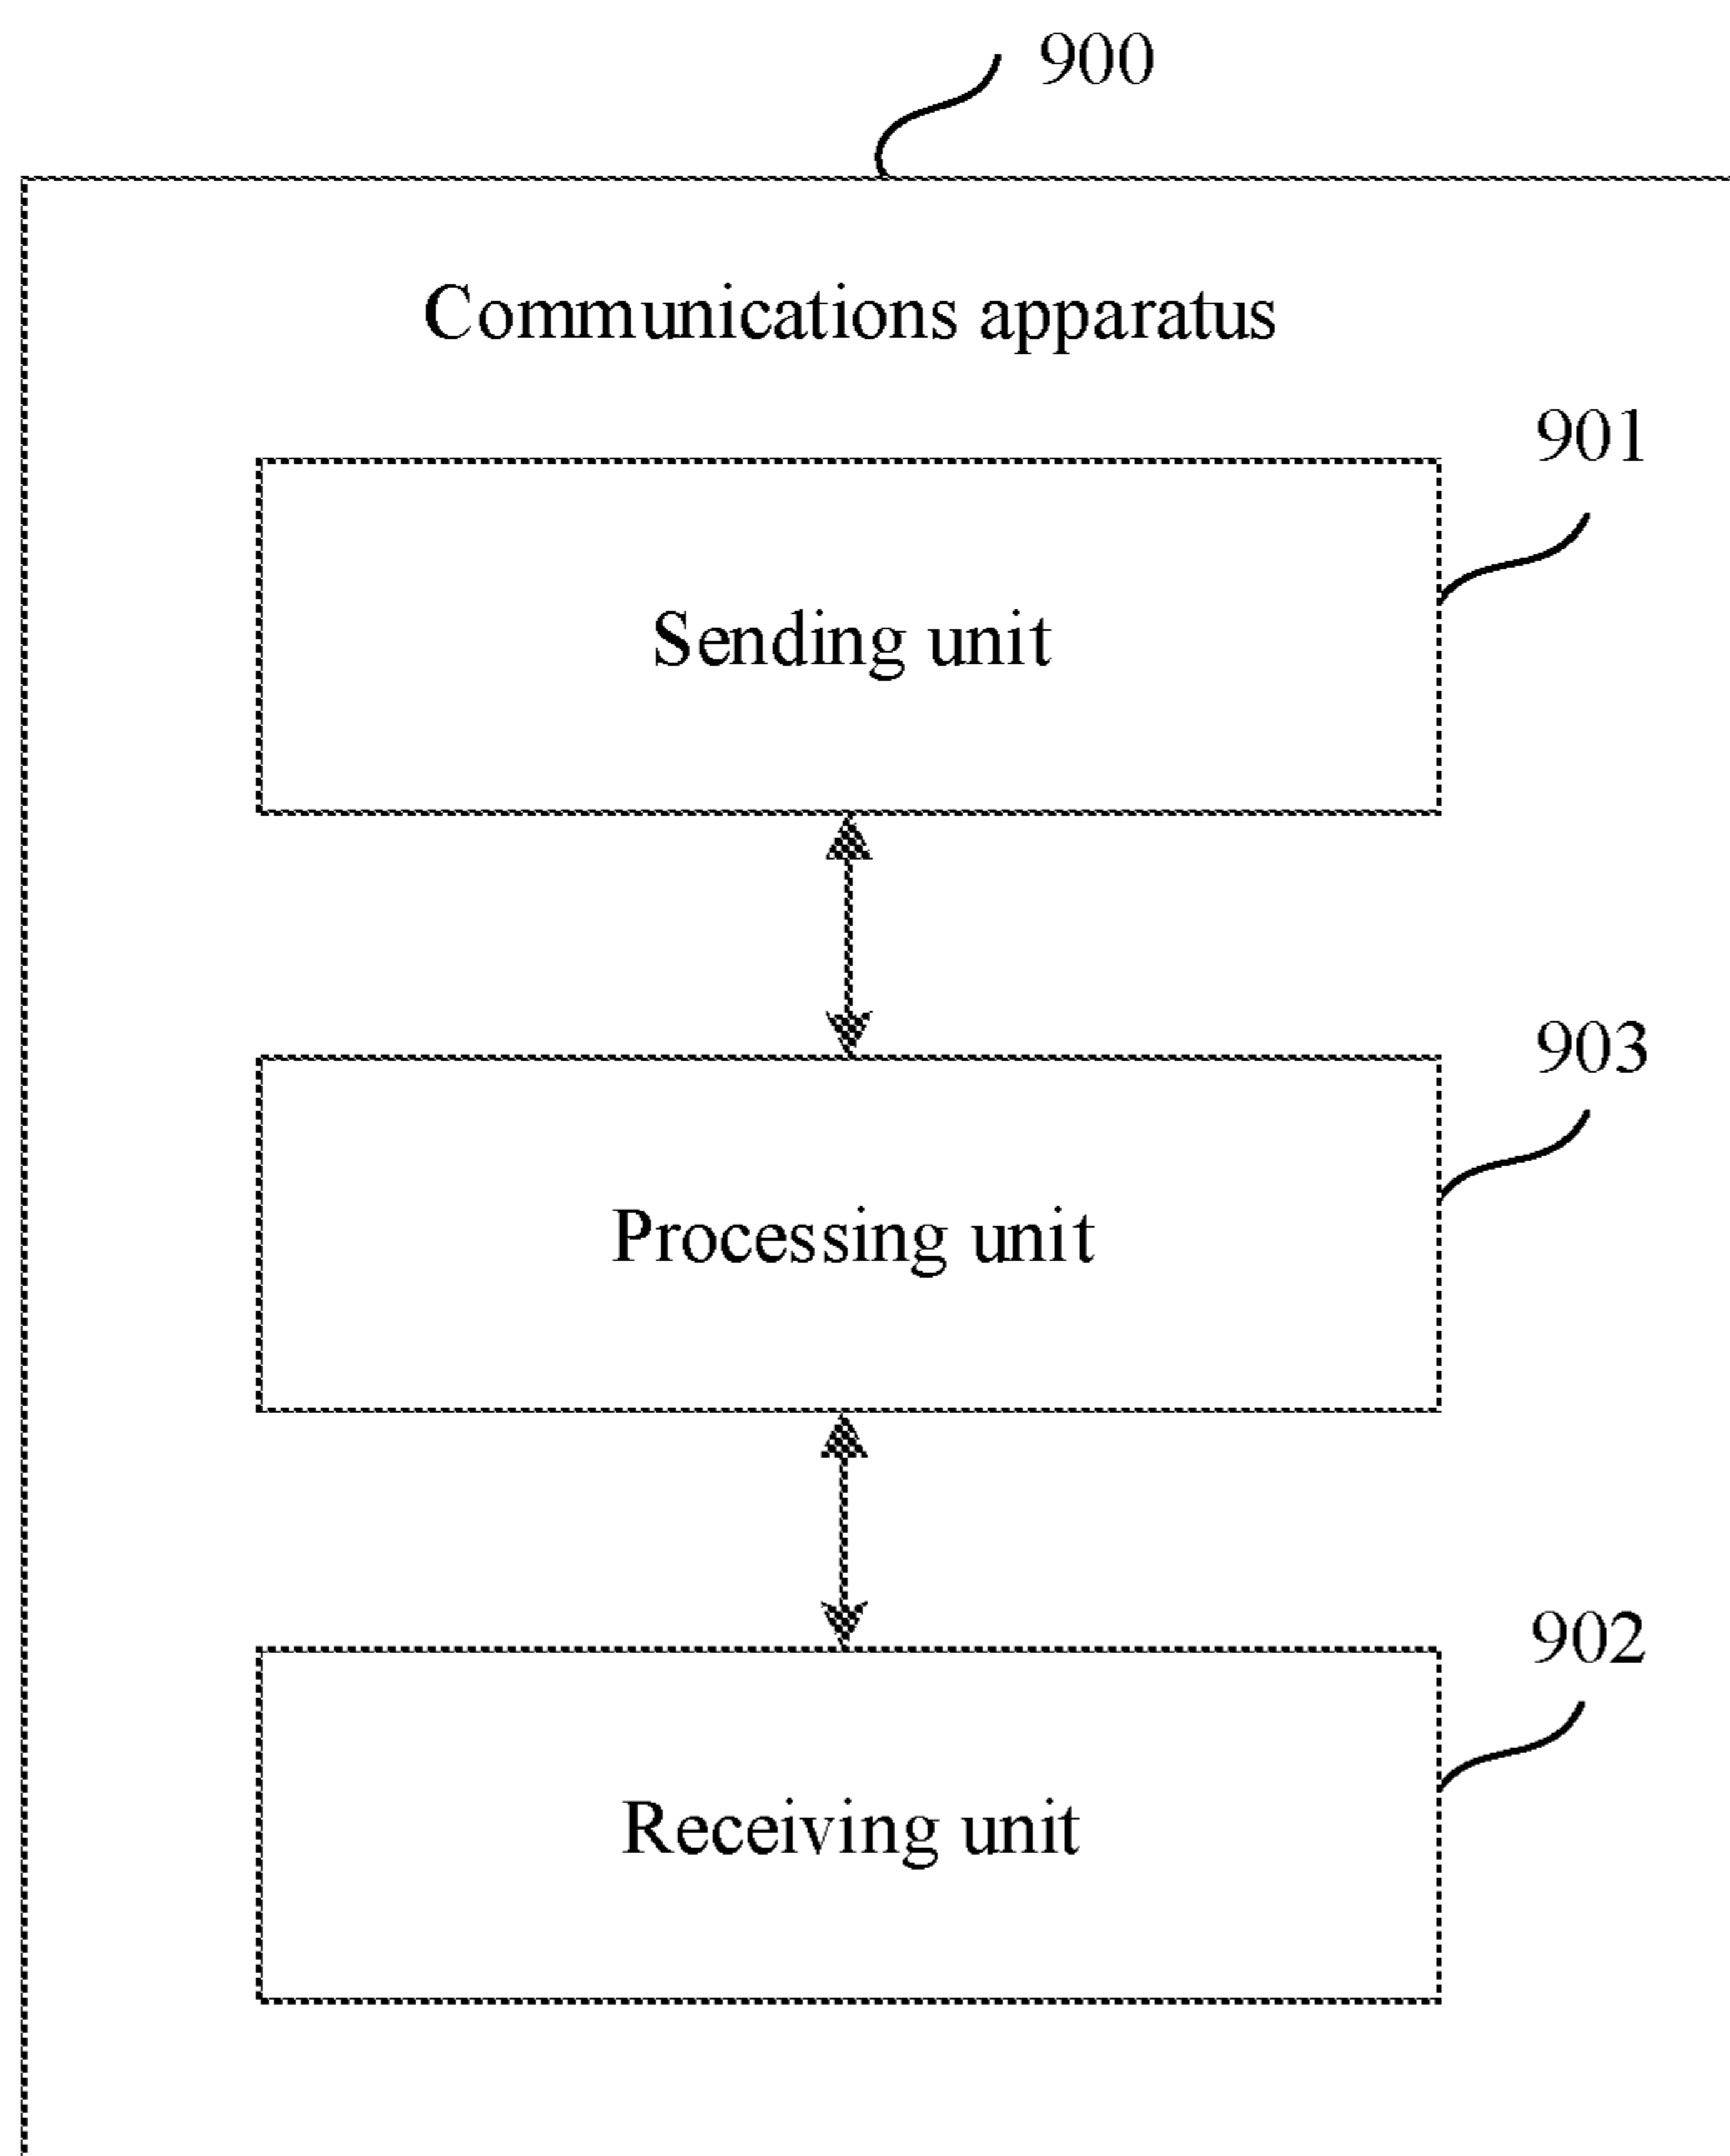 900
Communications apparatus
901
Sending unit
903
Processing unit
902
Receiving unit